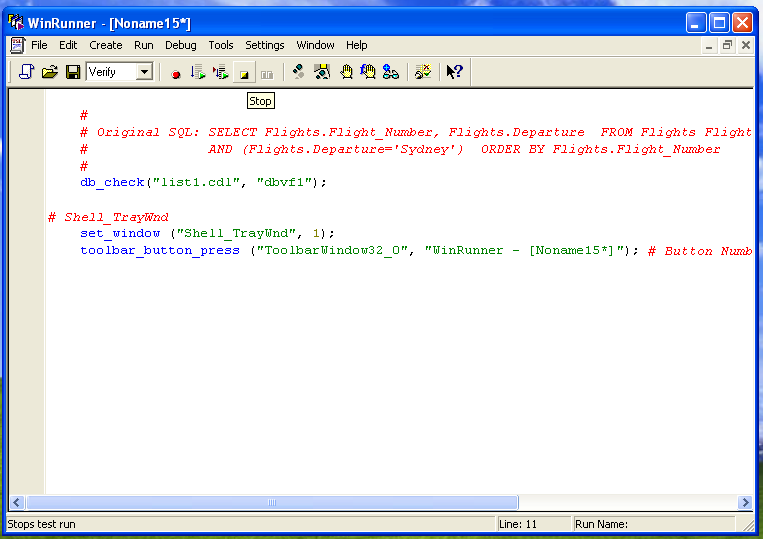 WinRunner - [Noname15*]
File Edit Create Run Debug Tools Settings Window Help
Verify
Stop
#
# Original SQL: SELECT Flights.Flight_Number, Flights.Departure  FROM Flights Flight
#               AND (Flights.Departure='Sydney')  ORDER BY Flights.Flight_Number
#
db_check("list1.cdl", "dbvf1");
# Shell_TrayWnd
set_window ("Shell_TrayWnd", 1);
toolbar_button_press ("ToolbarWindow32_0", "WinRunner - [Noname15*]"); # Button Numb
Stops test run Line: 11 Run Name: